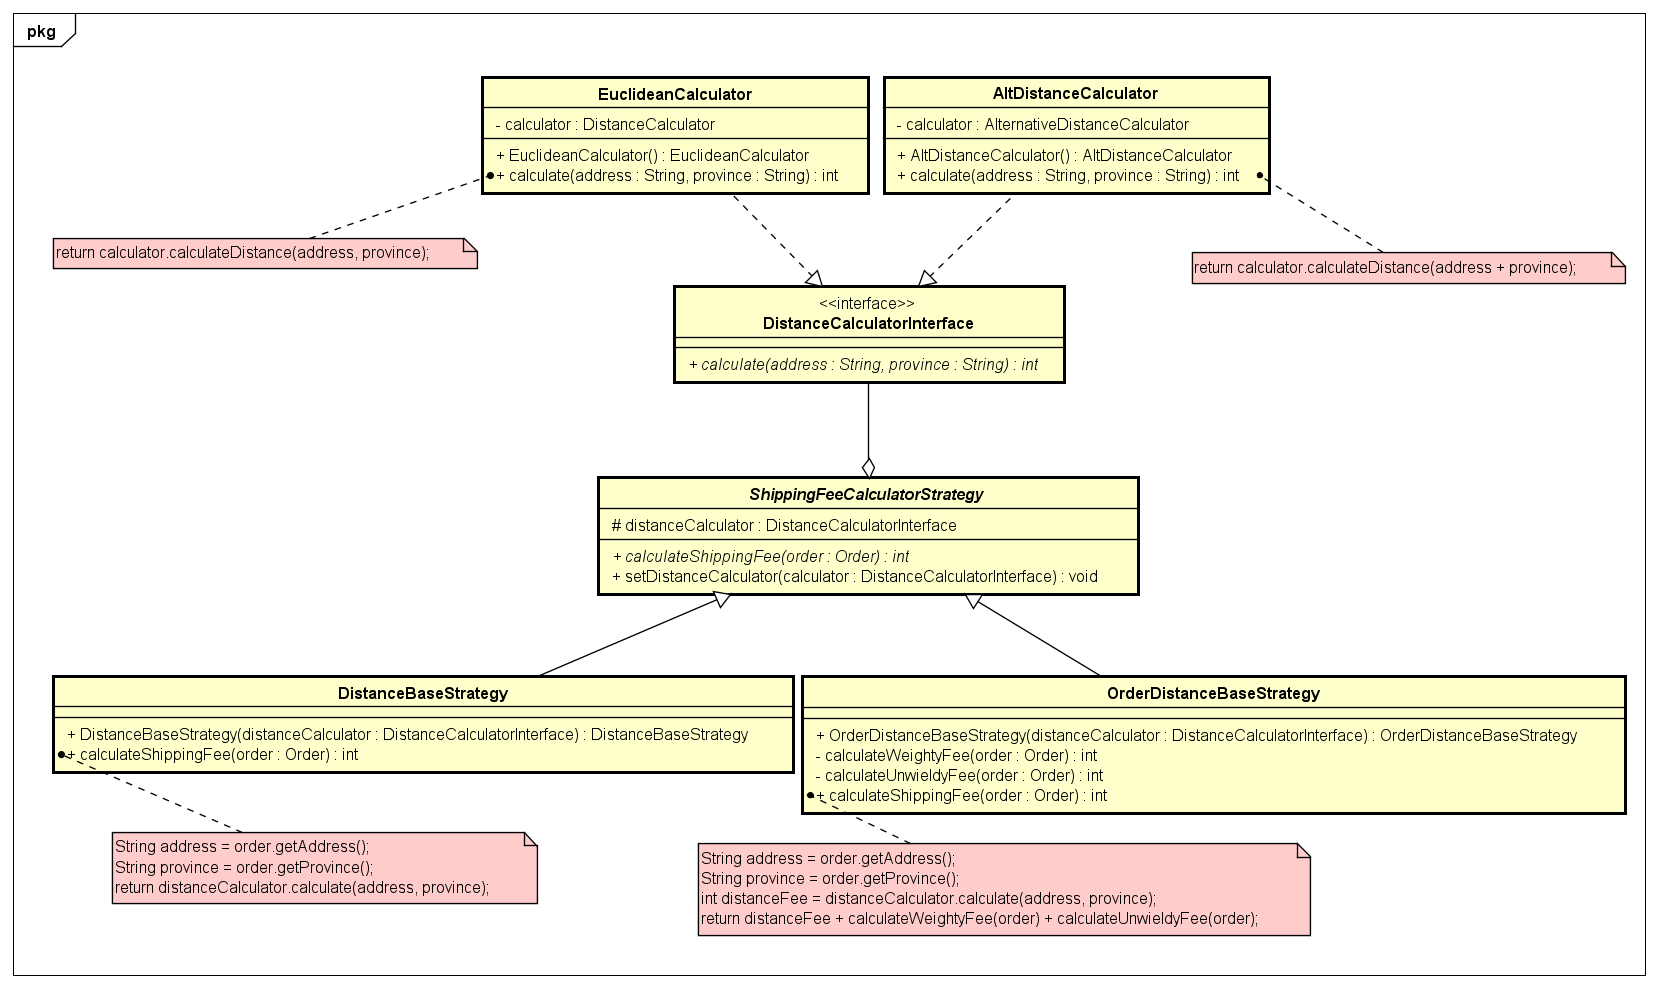 pkg
EuclideanCalculator
- calculator : DistanceCalculator
+ EuclideanCalculator() : EuclideanCalculator
+ calculate(address : String, province : String) : int
AltDistanceCalculator
- calculator : AlternativeDistanceCalculator
+ AltDistanceCalculator() : AltDistanceCalculator
+ calculate(address : String, province : String) : int
return calculator.calculateDistance(address, province);
return calculator.calculateDistance(address + province);
<<interface>>
DistanceCalculatorInterface
+ calculate(address : String, province : String) : int
ShippingFeeCalculatorStrategy
# distanceCalculator : DistanceCalculatorInterface
+ calculateShippingFee(order : Order) : int
+ setDistanceCalculator(calculator : DistanceCalculatorInterface) : void
DistanceBaseStrategy
+ DistanceBaseStrategy(distanceCalculator : DistanceCalculatorInterface) : DistanceBaseStrategy
+ calculateShippingFee(order : Order) : int
OrderDistanceBaseStrategy
+ OrderDistanceBaseStrategy(distanceCalculator : DistanceCalculatorInterface) : OrderDistanceBaseStrategy
- calculateWeightyFee(order : Order) : int
- calculateUnwieldyFee(order : Order) : int
+ calculateShippingFee(order : Order) : int
String address = order.getAddress();
String province = order.getProvince();
return distanceCalculator.calculate(address, province);
String address = order.getAddress();
String province = order.getProvince();
int distanceFee = distanceCalculator.calculate(address, province);
return distanceFee + calculateWeightyFee(order) + calculateUnwieldyFee(order);